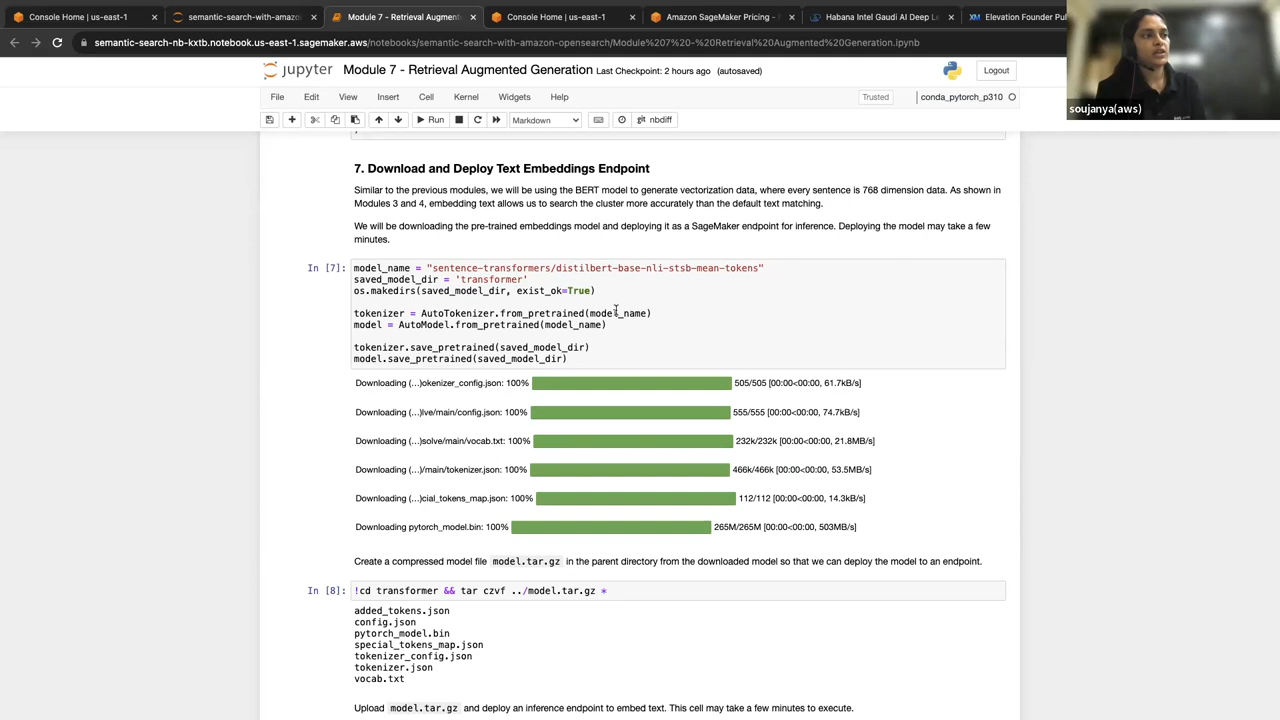 Console Home | us-east-1
semantic-search-with-amazo
Module 7 - Retrieval Augment
Console Home | us-east-1
Amazon SageMaker Pricing -
Habana Intel Gaudi AI Deep L
XM Elevation Founder Pul
semantic-search-nb-kxtb.notebook.us-east-1.sagemaker.aws/notebooks/semantic-search-with-amazon-opensearch/Module%207%20-%20Retrieval%20Augmented%20Generation.ipynb
soujanya(aws)
jupyter Module 7 - Retrieval Augmented Generation Last Checkpoint: 2 hours ago (autosaved)
Logout
File Edit View Insert Cell Kernel Widgets Help
Trusted
conda_pytorch_p310
Run
Markdown
nbdiff
7. Download and Deploy Text Embeddings Endpoint
Similar to the previous modules, we will be using the BERT model to generate vectorization data, where every sentence is 768 dimension data. As shown in
Modules 3 and 4, embedding text allows us to search the cluster more accurately than the default text matching.
We will be downloading the pre-trained embeddings model and deploying it as a SageMaker endpoint for inference. Deploying the model may take a few
minutes.
In [7]: model_name = "sentence-transformers/distilbert-base-nli-stsb-mean-tokens"
saved_model_dir = 'transformer'
os.makedirs(saved_model_dir, exist_ok=True)
tokenizer = AutoTokenizer.from_pretrained(model_name)
model = AutoModel.from_pretrained(model_name)
tokenizer.save_pretrained(saved_model_dir)
model.save_pretrained(saved_model_dir)
Downloading (…)okenizer_config.json: 100% 505/505 [00:00<00:00, 61.7kB/s]
Downloading (…)lve/main/config.json: 100% 555/555 [00:00<00:00, 74.7kB/s]
Downloading (…)solve/main/vocab.txt: 100% 232k/232k [00:00<00:00, 21.8MB/s]
Downloading (…)/main/tokenizer.json: 100% 466k/466k [00:00<00:00, 53.5MB/s]
Downloading (…)cial_tokens_map.json: 100% 112/112 [00:00<00:00, 14.3kB/s]
Downloading pytorch_model.bin: 100% 265M/265M [00:00<00:00, 503MB/s]
Create a compressed model file model.tar.gz in the parent directory from the downloaded model so that we can deploy the model to an endpoint.
In [8]: !cd transformer && tar czvf ../model.tar.gz *
added_tokens.json
config.json
pytorch_model.bin
special_tokens_map.json
tokenizer_config.json
tokenizer.json
vocab.txt
Upload model.tar.gz and deploy an inference endpoint to embed text. This cell may take a few minutes to execute.